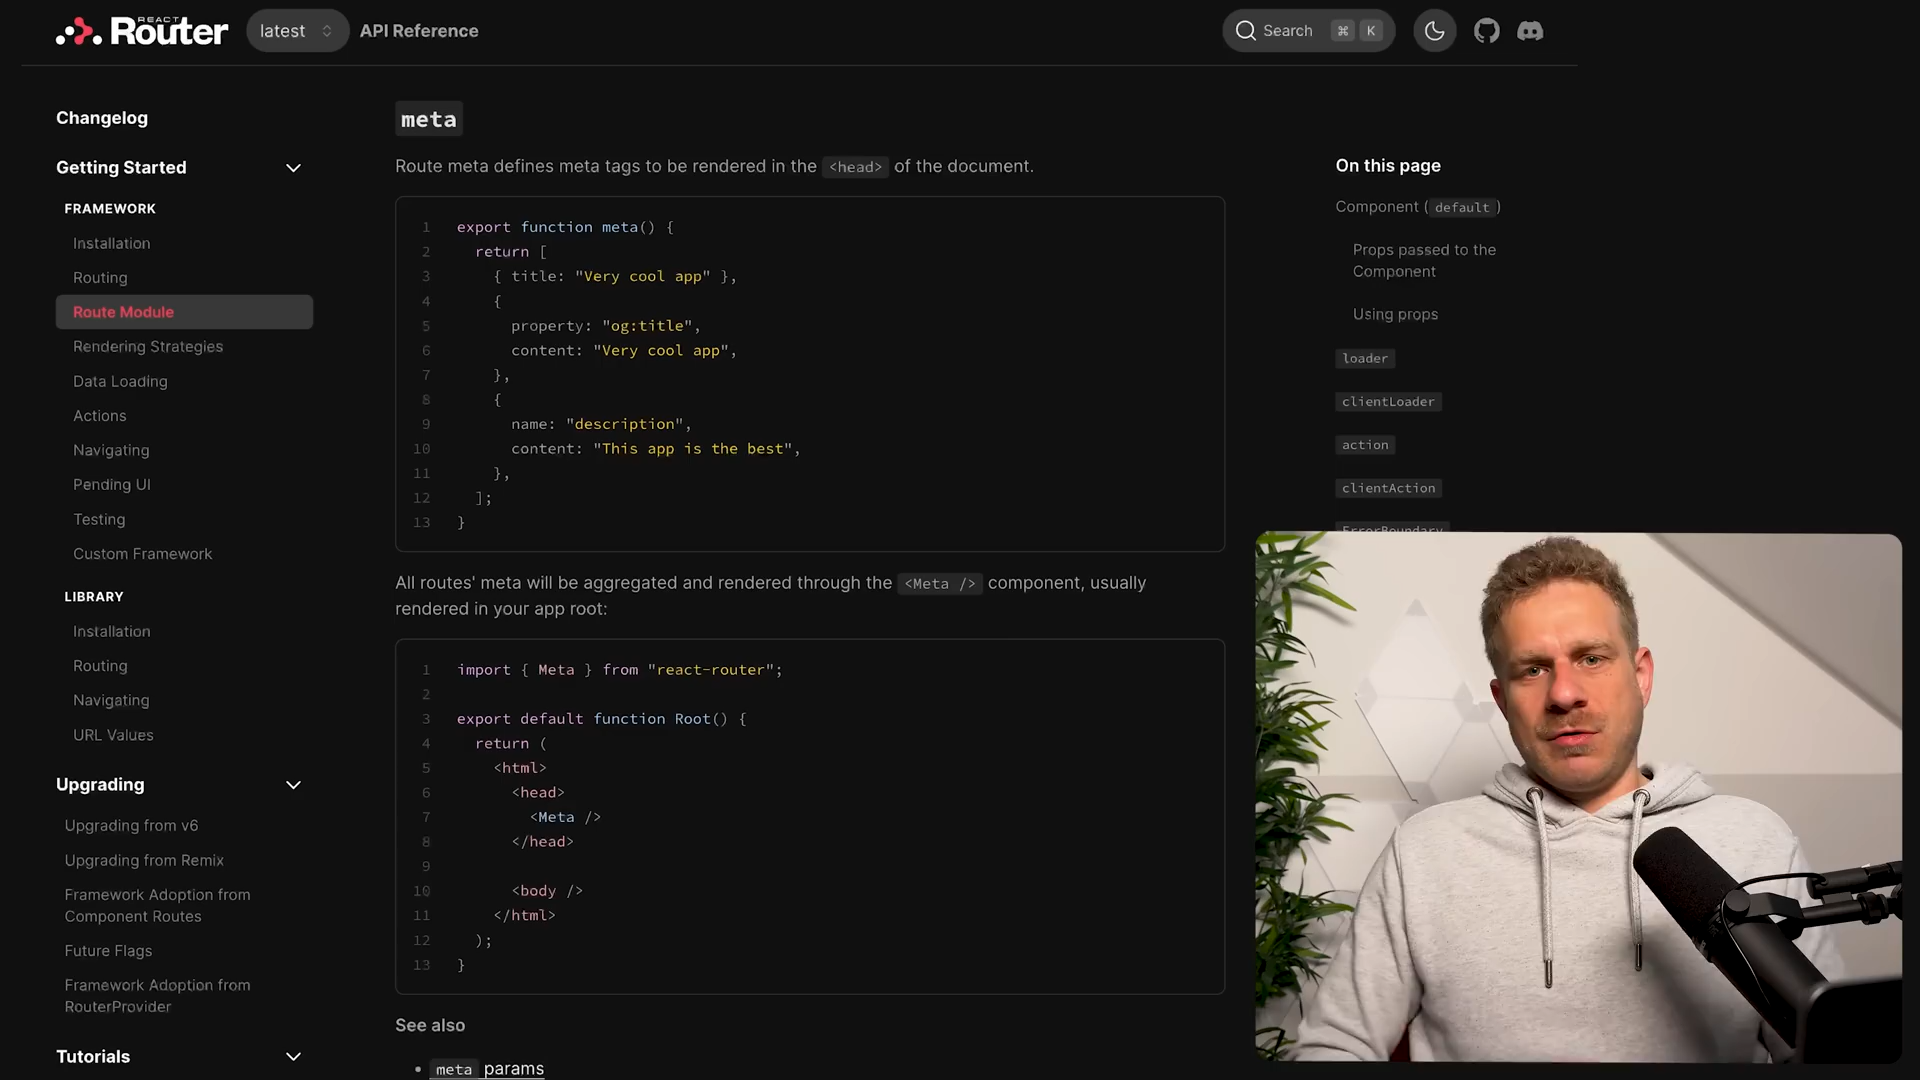 REACT
Router
latest
API Reference
Search ⌘ K
Changelog
Getting Started
FRAMEWORK
Installation
Routing
Route Module
Rendering Strategies
Data Loading
Actions
Navigating
Pending UI
Testing
Custom Framework
LIBRARY
Installation
Routing
Navigating
URL Values
Upgrading
Upgrading from v6
Upgrading from Remix
Framework Adoption from
Component Routes
Future Flags
Framework Adoption from
RouterProvider
Tutorials
meta
Route meta defines meta tags to be rendered in the <head> of the document.
1 export function meta() {
2 return [
3 { title: "Very cool app" },
4 {
5 property: "og:title",
6 content: "Very cool app",
7 },
8 {
9 name: "description",
10 content: "This app is the best",
11 },
12 ];
13 }
All routes' meta will be aggregated and rendered through the <Meta /> component, usually
rendered in your app root:
1 import { Meta } from "react-router";
2
3 export default function Root() {
4 return (
5 <html>
6 <head>
7 <Meta />
8 </head>
9
10 <body />
11 </html>
12 );
13 }
See also
• meta params
On this page
Component (default)
Props passed to the
Component
Using props
loader
clientLoader
action
clientAction
ErrorBoundary